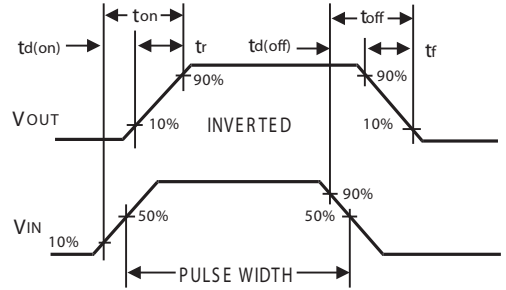 ton
toff
td(on)
tr
td(off)
tf
90%
90%
VOUT
10%
INVERTED
10%
90%
50%
50%
VIN
10%
PULSE WIDTH